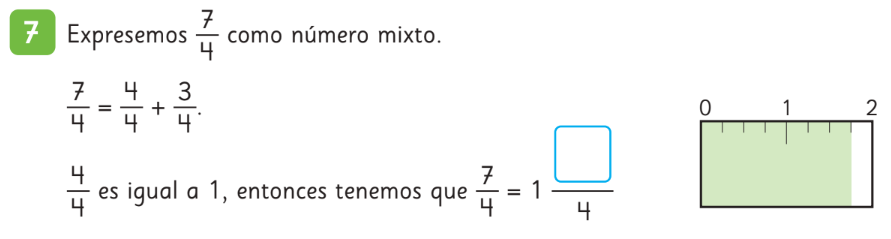 7 Expresemos 7/4 como número mixto.
7/4 = 4/4 + 3/4.
4/4 es igual a 1, entonces tenemos que 7/4 = 1 □/4
0 1 2